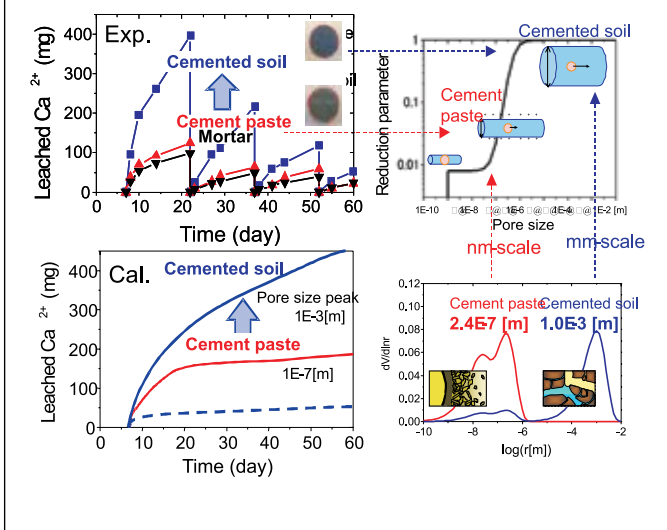 Exp.
Cemented soil
Cement paste
Mortar
Leached Ca 2+ (mg)
400
300
200
100
0
0 10 20 30 40 50 60
Time (day)
Cemented soil
Cement
paste
Reduction parameter
1
0.1
0.01
1E-10 1E-8 1E-6 1E-4 1E-2 [m]
Pore size
nm-scale
mm-scale
Cal.
Cemented soil
Pore size peak
1E-3[m]
Cement paste
1E-7[m]
Leached Ca 2+ (mg)
400
300
200
100
0
0 10 20 30 40 50 60
Time (day)
Cement paste
2.4E-7 [m]
Cemented soil
1.0E-3 [m]
dV/dlnr
0,12
0,10
0,08
0,06
0,04
0,02
0,00
-10 -8 -6 -4 -2
log(r[m])